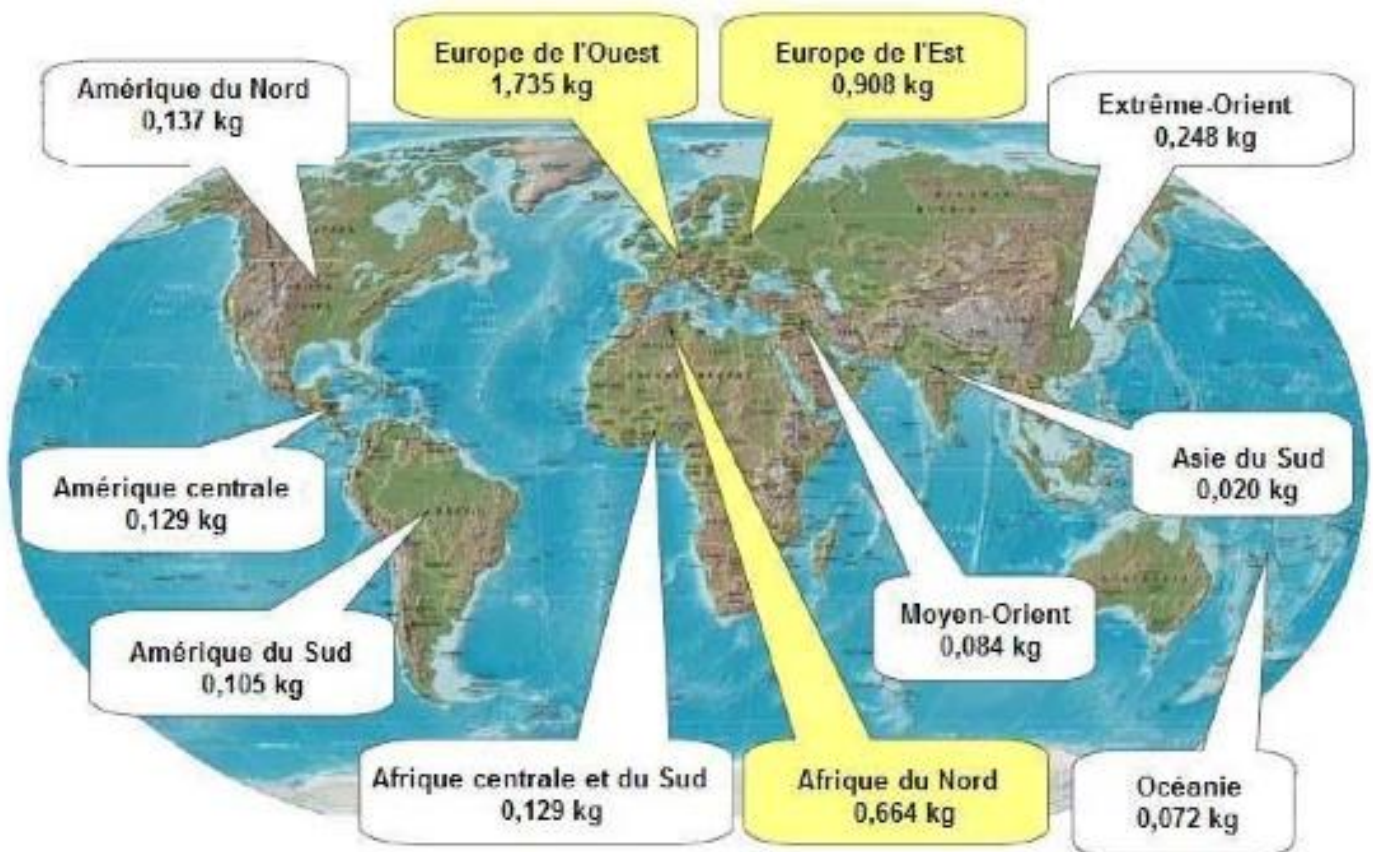 Europe de l'Ouest
1,735 kg
Europe de l'Est
0,908 kg
Amérique du Nord
0,137 kg
Extrême-Orient
0,248 kg
Amérique centrale
0,129 kg
Asie du Sud
0,020 kg
Amérique du Sud
0,105 kg
Moyen-Orient
0,084 kg
Afrique centrale et du Sud
0,129 kg
Afrique du Nord
0,664 kg
Océanie
0,072 kg